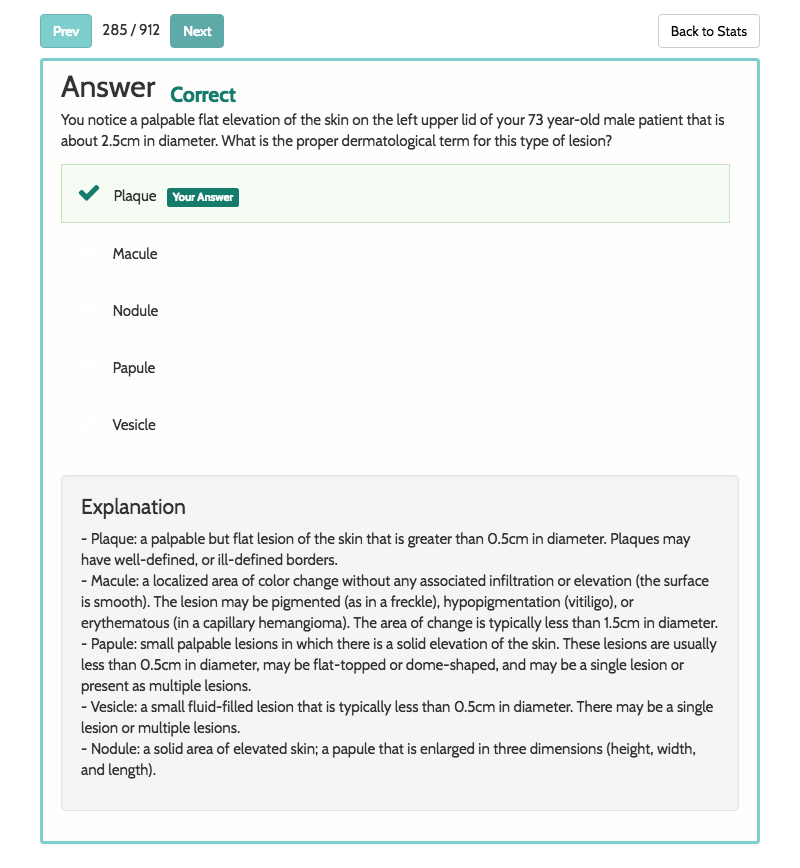 Prev 285 / 912 Next Back to Stats
Answer Correct
You notice a palpable flat elevation of the skin on the left upper lid of your 73 year-old male patient that is
about 2.5cm in diameter. What is the proper dermatological term for this type of lesion?
Plaque Your Answer
Macule
Nodule
Papule
Vesicle
Explanation
- Plaque: a palpable but flat lesion of the skin that is greater than 0.5cm in diameter. Plaques may
have well-defined, or ill-defined borders.
- Macule: a localized area of color change without any associated infiltration or elevation (the surface
is smooth). The lesion may be pigmented (as in a freckle), hypopigmentation (vitiligo), or
erythematous (in a capillary hemangioma). The area of change is typically less than 1.5cm in diameter.
- Papule: small palpable lesions in which there is a solid elevation of the skin. These lesions are usually
less than 0.5cm in diameter, may be flat-topped or dome-shaped, and may be a single lesion or
present as multiple lesions.
- Vesicle: a small fluid-filled lesion that is typically less than 0.5cm in diameter. There may be a single
lesion or multiple lesions.
- Nodule: a solid area of elevated skin; a papule that is enlarged in three dimensions (height, width,
and length).